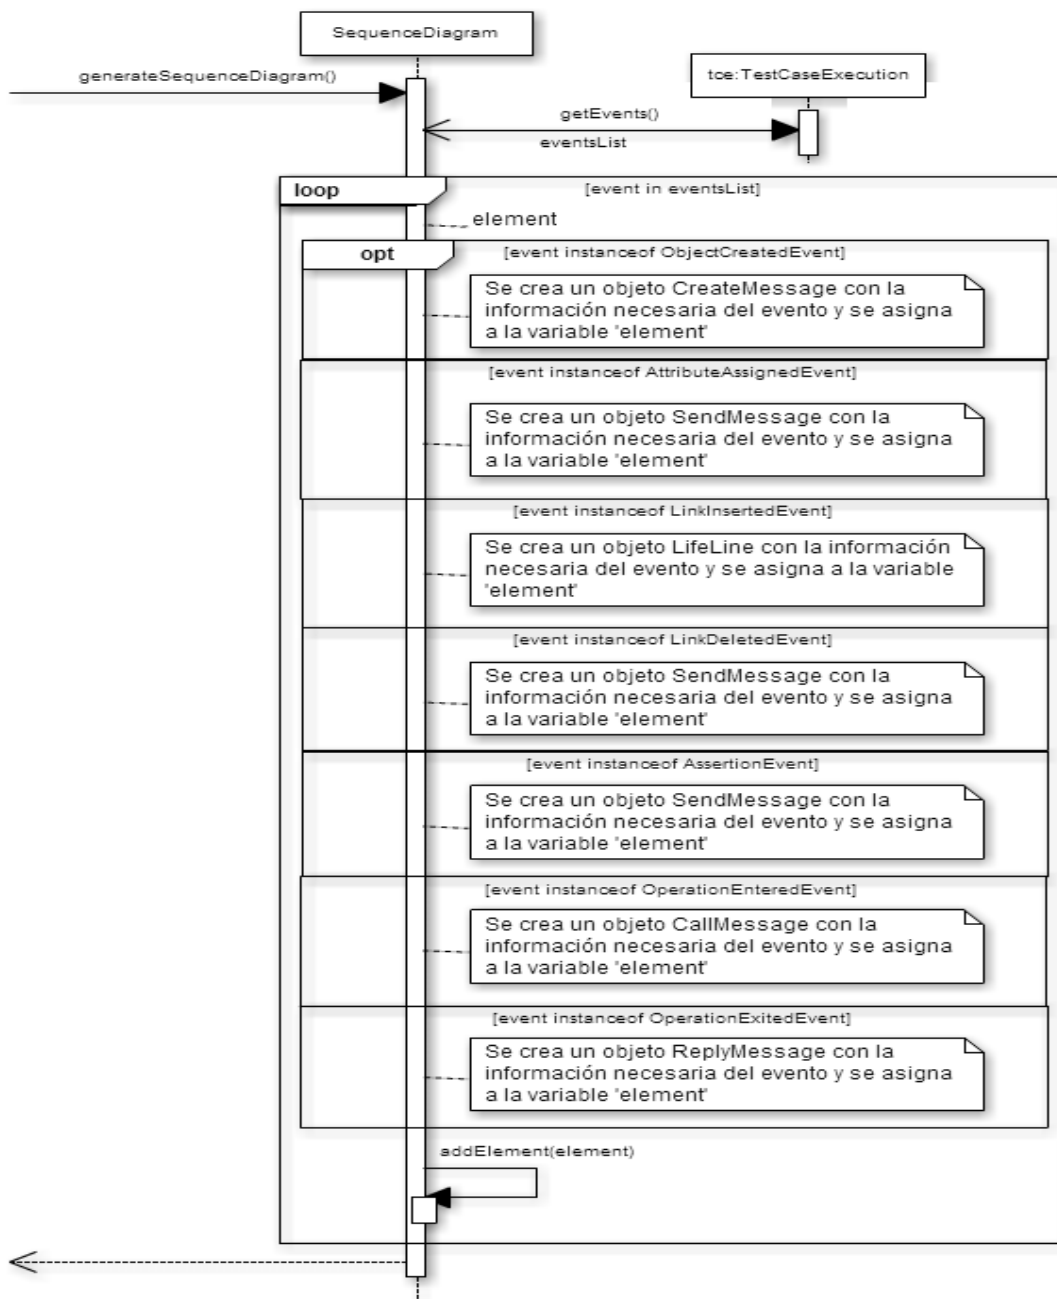 SequenceDiagram
tce:TestCaseExecution
generateSequenceDiagram()
getEvents()
eventsList
loop
[event in eventsList]
element
opt
[event instanceof ObjectCreatedEvent]
Se crea un objeto CreateMessage con la
información necesaria del evento y se asigna
a la variable 'element'
[event instanceof AttributeAssignedEvent]
Se crea un objeto SendMessage con la
información necesaria del evento y se asigna
a la variable 'element'
[event instanceof LinkInsertedEvent]
Se crea un objeto LifeLine con la información
necesaria del evento y se asigna a la variable
'element'
[event instanceof LinkDeletedEvent]
Se crea un objeto SendMessage con la
información necesaria del evento y se asigna
a la variable 'element'
[event instanceof AssertionEvent]
Se crea un objeto SendMessage con la
información necesaria del evento y se asigna
a la variable 'element'
[event instanceof OperationEnteredEvent]
Se crea un objeto CallMessage con la
información necesaria del evento y se asigna
a la variable 'element'
[event instanceof OperationExitedEvent]
Se crea un objeto ReplyMessage con la
información necesaria del evento y se asigna
a la variable 'element'
addElement(element)